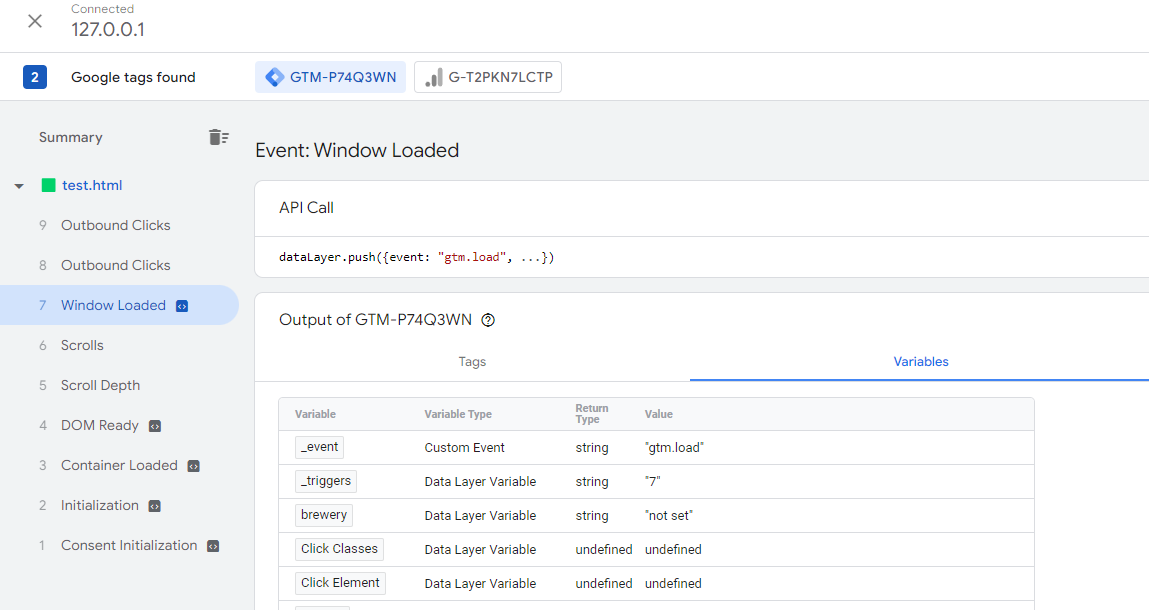 Connected
127.0.0.1
2 Google tags found GTM-P74Q3WN G-T2PKN7LCTP
Summary
test.html
9 Outbound Clicks
8 Outbound Clicks
7 Window Loaded
6 Scrolls
5 Scroll Depth
4 DOM Ready
3 Container Loaded
2 Initialization
1 Consent Initialization
Event: Window Loaded
API Call
dataLayer.push({event: "gtm.load", ...})
Output of GTM-P74Q3WN
Tags Variables
Variable Variable Type Return Type Value
_event Custom Event string "gtm.load"
_triggers Data Layer Variable string "7"
brewery Data Layer Variable string "not set"
Click Classes Data Layer Variable undefined undefined
Click Element Data Layer Variable undefined undefined